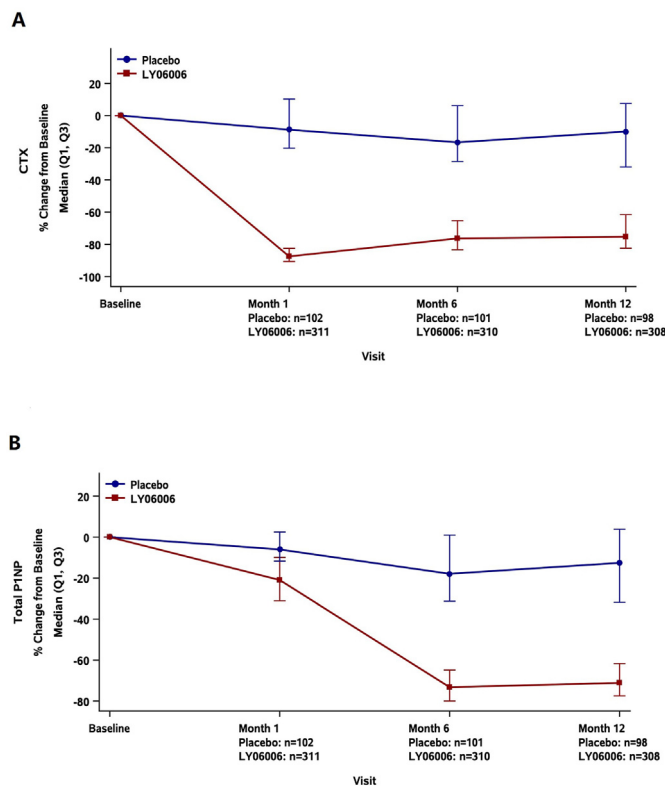 A
Placebo
LY06006
20
0
-20
-40
-60
-80
-100
CTX
% Change from Baseline
Median (Q1, Q3)
Baseline
Month 1
Month 6
Month 12
Placebo: n=102
Placebo: n=101
Placebo: n=98
LY06006: n=311
LY06006: n=310
LY06006: n=308
Visit
B
Placebo
LY06006
20
0
-20
-40
-60
-80
Total P1NP
% Change from Baseline
Median (Q1, Q3)
Baseline
Month 1
Month 6
Month 12
Placebo: n=102
Placebo: n=101
Placebo: n=98
LY06006: n=311
LY06006: n=310
LY06006: n=308
Visit